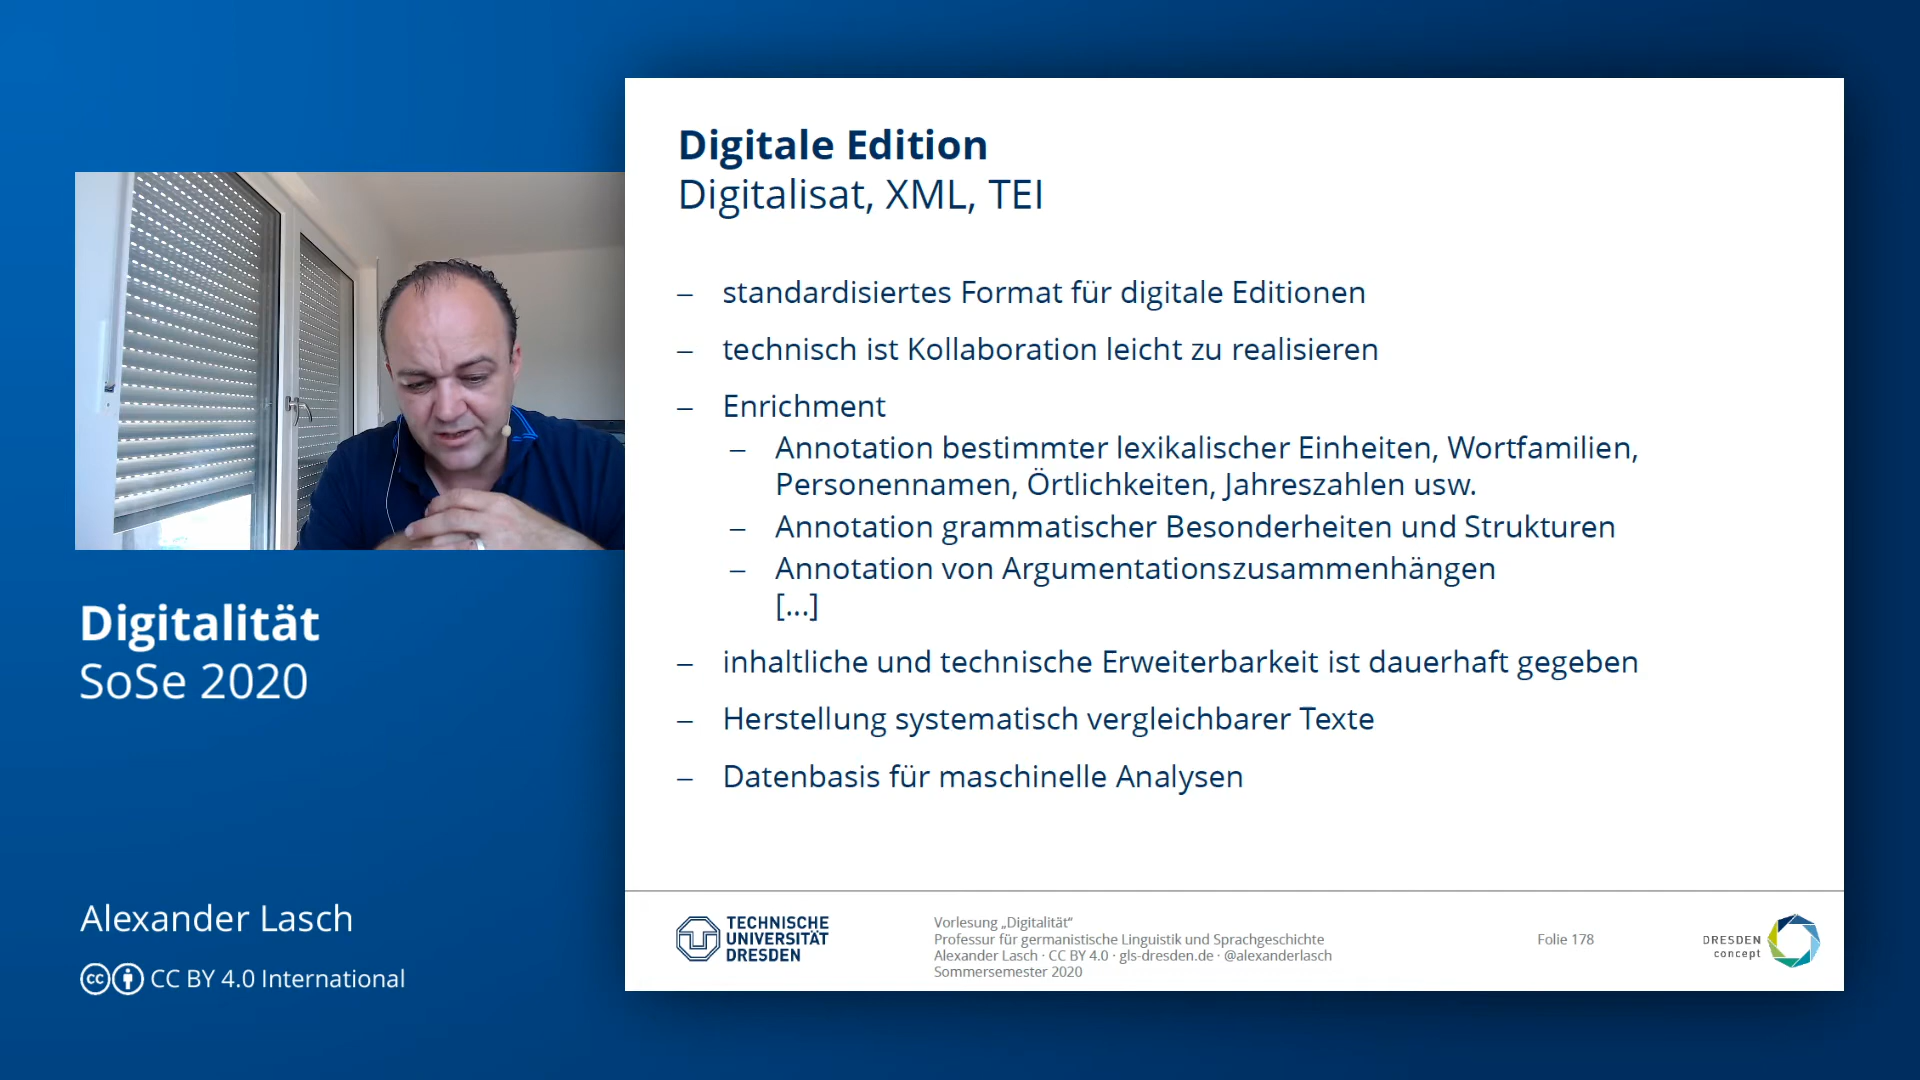 Digitale Edition
Digitalisat, XML, TEI
– standardisiertes Format für digitale Editionen
– technisch ist Kollaboration leicht zu realisieren
– Enrichment
– Annotation bestimmter lexikalischer Einheiten, Wortfamilien,
Personennamen, Örtlichkeiten, Jahreszahlen usw.
– Annotation grammatischer Besonderheiten und Strukturen
– Annotation von Argumentationszusammenhängen
[...]
– inhaltliche und technische Erweiterbarkeit ist dauerhaft gegeben
– Herstellung systematisch vergleichbarer Texte
– Datenbasis für maschinelle Analysen
Digitalität
SoSe 2020
Alexander Lasch
cc CC BY 4.0 International
TECHNISCHE
UNIVERSITÄT
DRESDEN
Vorlesung „Digitalität“
Professur für germanistische Linguistik und Sprachgeschichte
Alexander Lasch · CC BY 4.0 · gls-dresden.de · @alexanderlasch
Sommersemester 2020
Folie 178
DRESDEN
concept